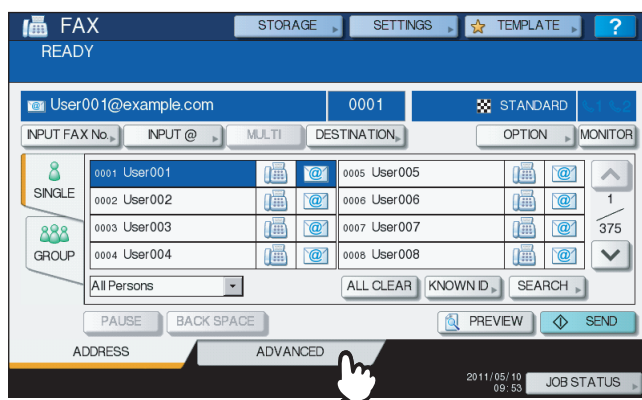 FAX STORAGE SETTINGS TEMPLATE ?
READY
User001@example.com 0001 STANDARD L1 L2
INPUT FAX No. INPUT @ MULTI DESTINATION OPTION MONITOR
SINGLE
GROUP
0001 User001 0005 User005
0002 User002 0006 User006
0003 User003 0007 User007
0004 User004 0008 User008
1
375
All Persons ALL CLEAR KNOWN ID SEARCH
PAUSE BACK SPACE PREVIEW SEND
ADDRESS ADVANCED
2011/05/10
09:53 JOB STATUS